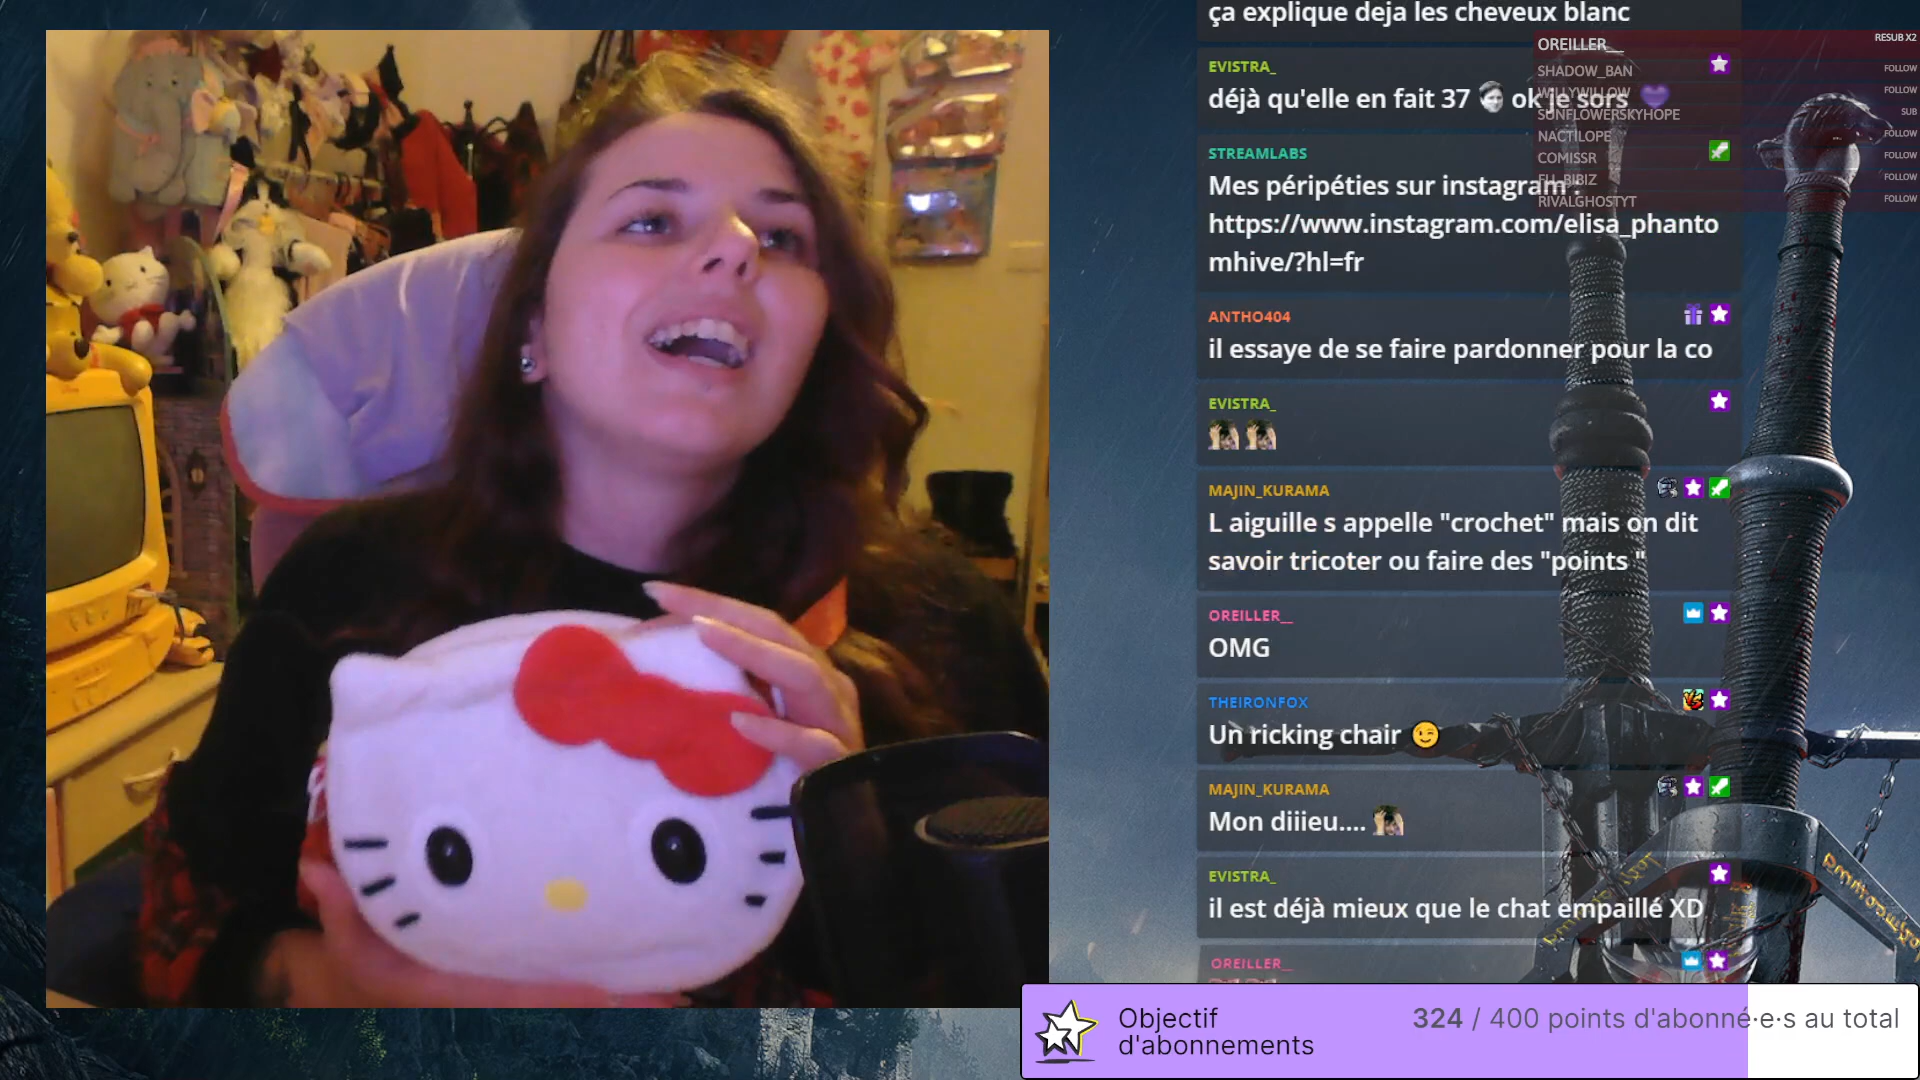 ça explique deja les cheveux blanc
EVISTRA_
déjà qu'elle en fait 37 ok je sors
STREAMLABS
Mes péripéties sur instagram :
https://www.instagram.com/elisa_phanto
mhive/?hl=fr
ANTHO404
il essaye de se faire pardonner pour la co
EVISTRA_
MAJIN_KURAMA
L aiguille s appelle "crochet" mais on dit
savoir tricoter ou faire des "points "
OREILLER__
OMG
THEIRONFOX
Un ricking chair
MAJIN_KURAMA
Mon diiieu....
EVISTRA_
il est déjà mieux que le chat empaillé XD
OREILLER__
OREILLER__ RESUB X2
SHADOW_BAN FOLLOW
WILLYWILLOW FOLLOW
SUNFLOWERSKYHOPE SUB
NACTILOPE FOLLOW
COMISSR FOLLOW
FOLLOW
RIVALGHOSTYT FOLLOW
Objectif
d'abonnements
324 / 400 points d'abonné·e·s au total